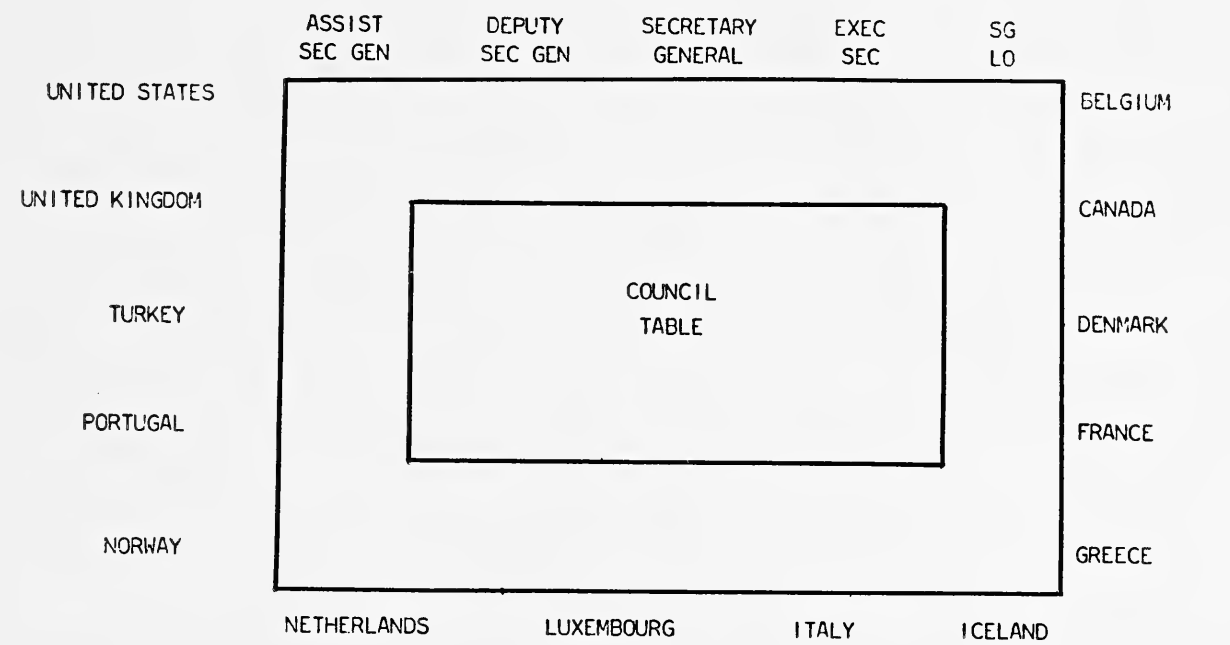 ASSIST DEPUTY SECRETARY EXEC SG
SEC GEN SEC GEN GENERAL SEC LO
UNITED STATES BELGIUM
UNITED KINGDOM CANADA
COUNCIL
TURKEY TABLE DENMARK
PORTUGAL FRANCE
NORWAY GREECE
NETHERLANDS LUXEMBOURG ITALY ICELAND